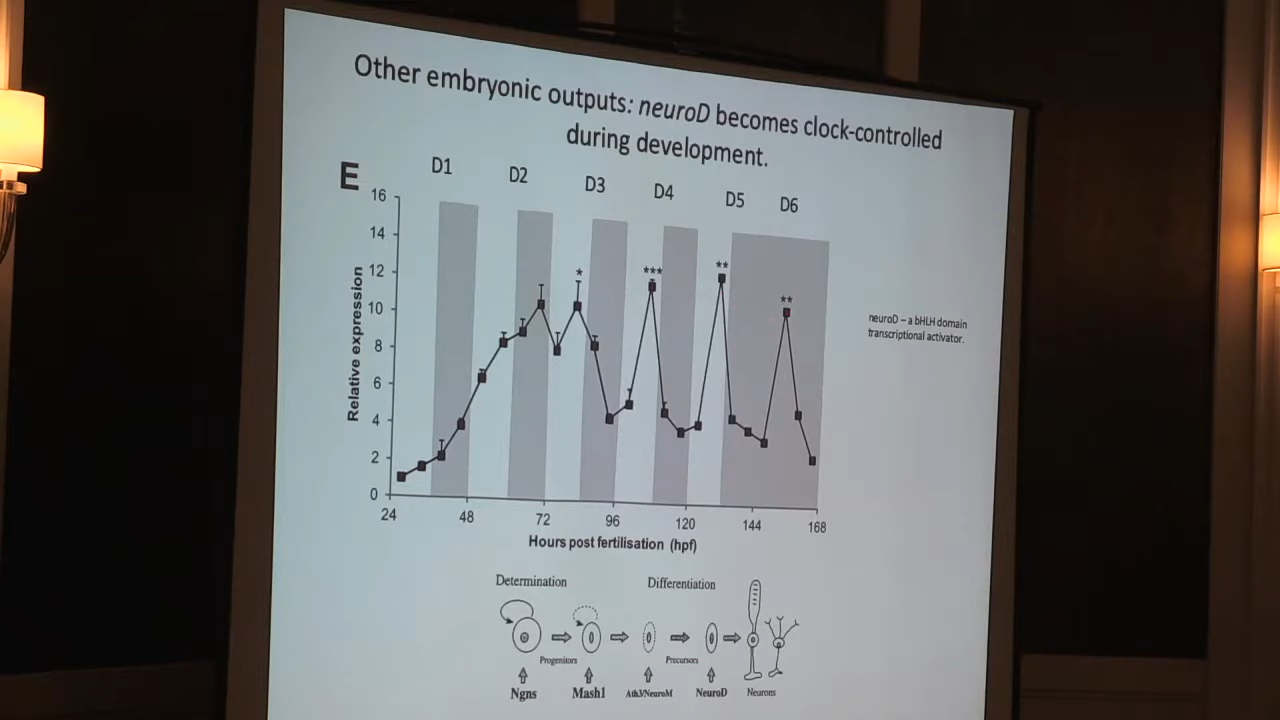 Other embryonic outputs: neuroD becomes clock-controlled
during development.
E
D1 D2 D3 D4 D5 D6
16
14
12
10
8
6
4
2
0
Relative expression
* *** ** **
24 48 72 96 120 144 168
Hours post fertilisation (hpf)
neuroD – a bHLH domain
transcriptional activator.
Determination Differentiation
Progenitors Precursors
Ngns Mash1 Ath3/NeuroM NeuroD Neurons